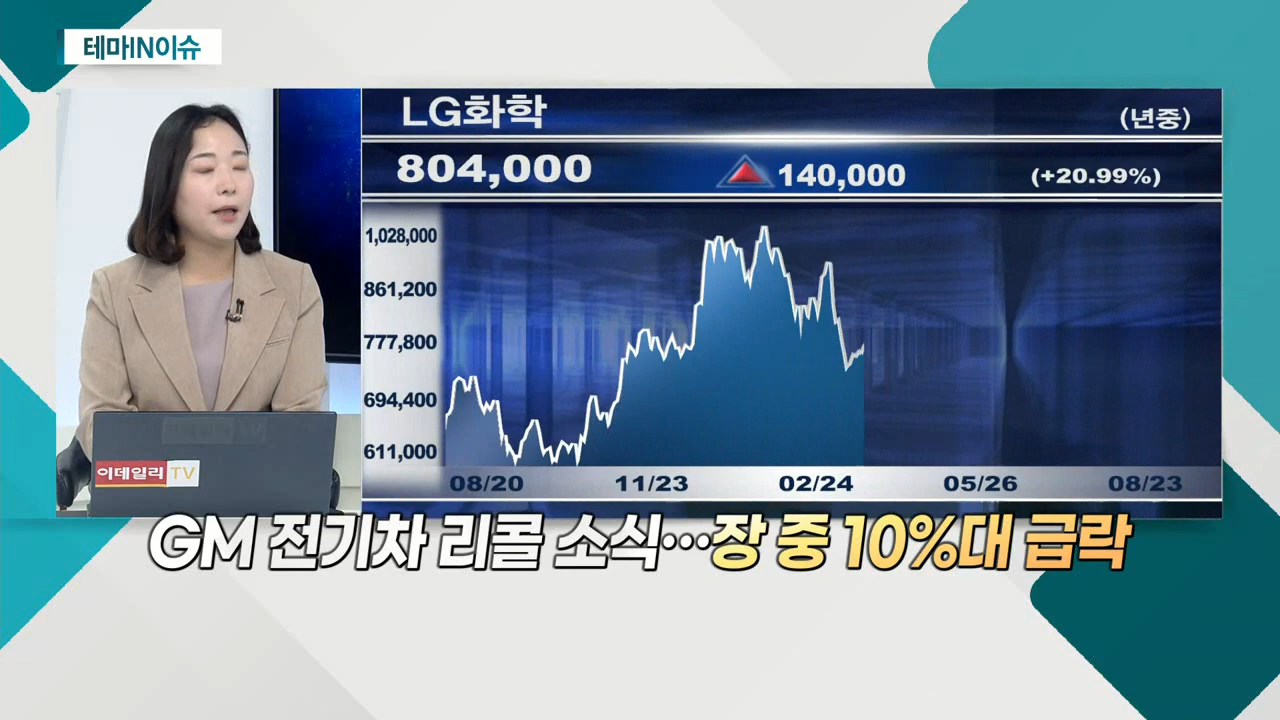 테마IN이슈
LG화학
(년중)
804,000 ▲ 140,000 (+20.99%)
1,028,000
861,200
777,800
694,400
611,000
08/20 11/23 02/24 05/26 08/23
이데일리 TV
GM 전기차 리콜 소식…장 중 10%대 급락